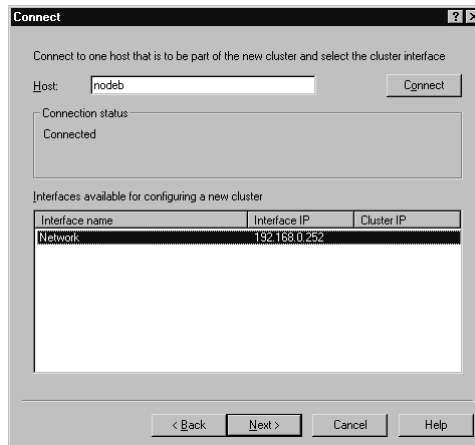 Connect
Connect to one host that is to be part of the new cluster and select the cluster interface
Host: nodeb Connect
Connection status
Connected
Interfaces available for configuring a new cluster
Interface name Interface IP Cluster IP
Network 192.168.0.252
< Back Next > Cancel Help